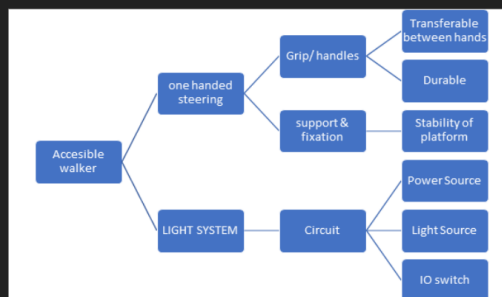 Transferable
between hands
Grip/ handles
Durable
one handed
steering
support &
fixation
Stability of
platform
Accesible
walker
Power Source
LIGHT SYSTEM
Circuit
Light Source
IO switch